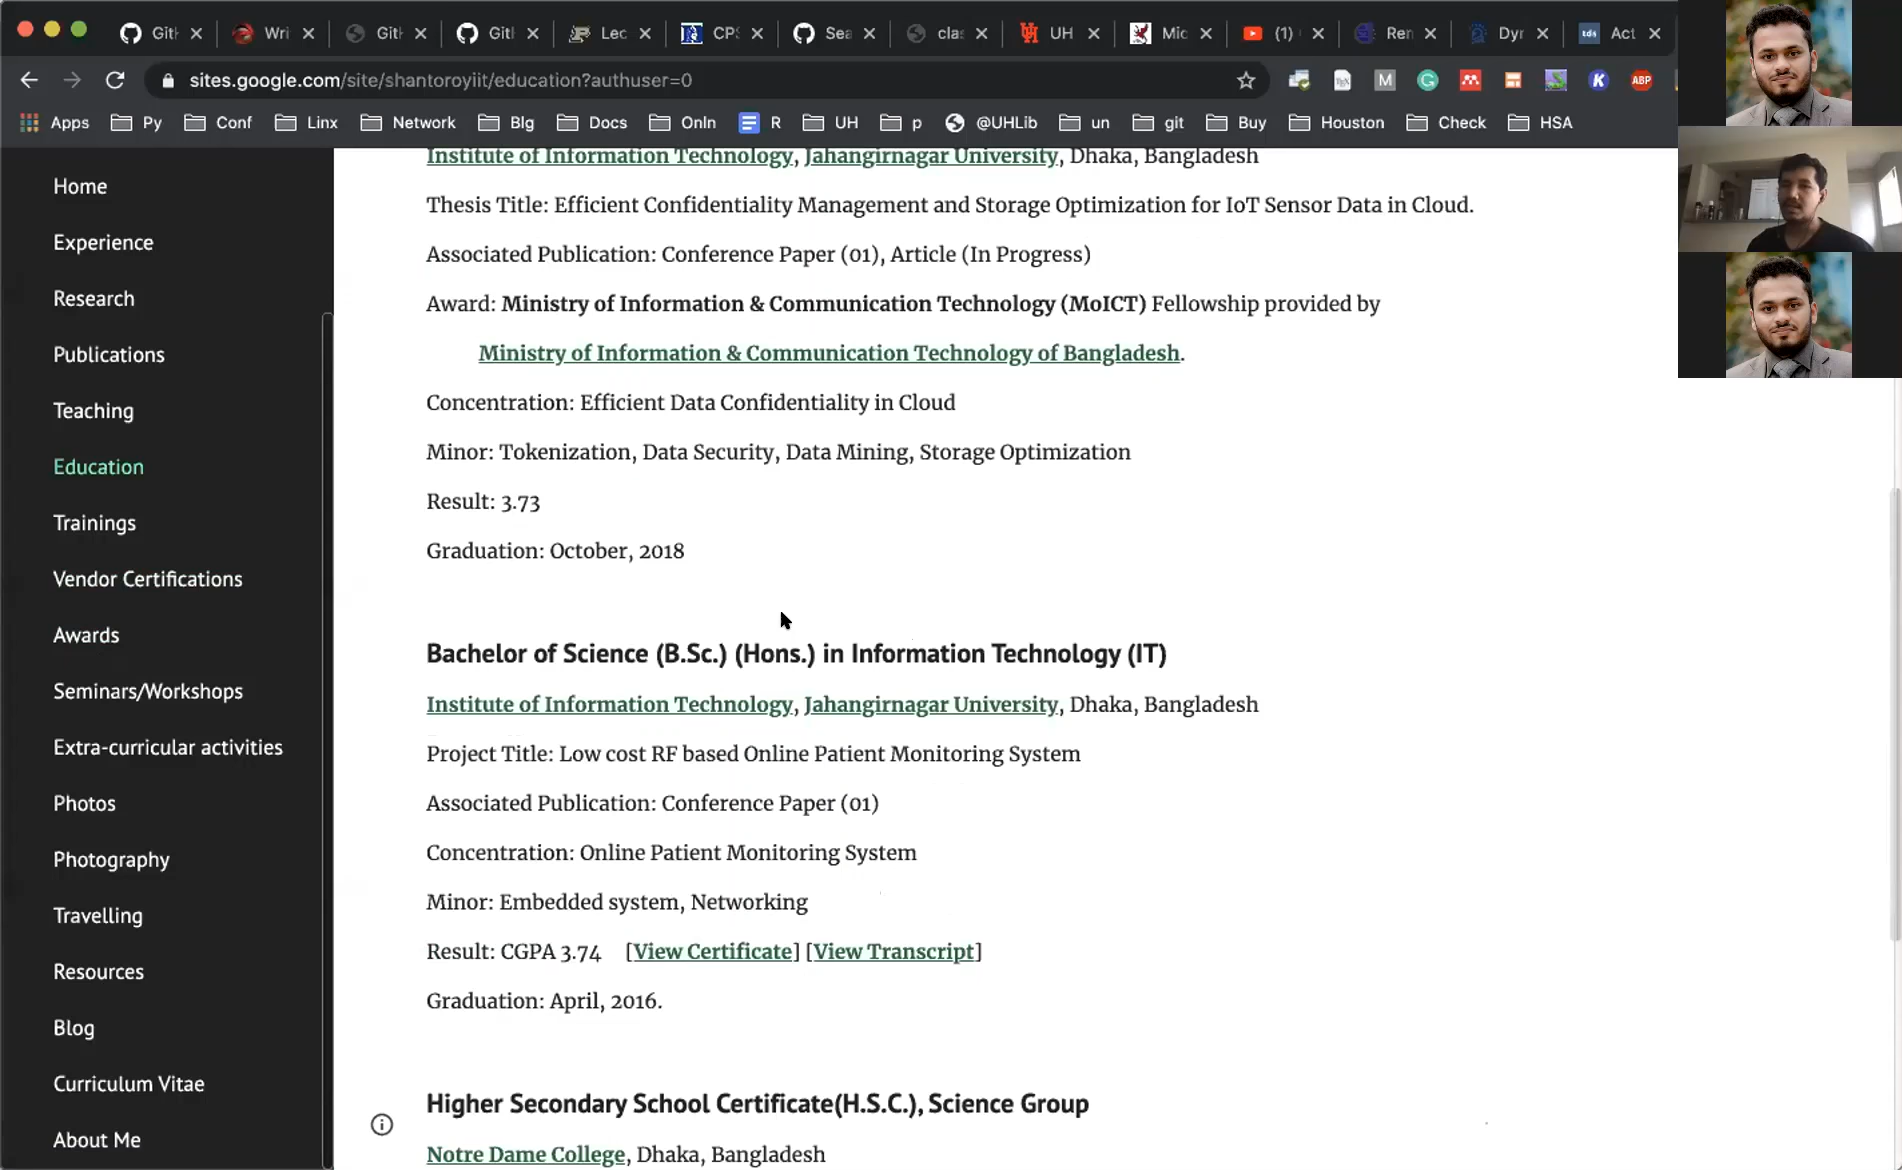 Gitl
Wri
Gitl
Gitl
Lec
CPS
Sea
clas
UH
Mic
(1)
Ren
Dyr
tds
Act
sites.google.com/site/shantoroyiit/education?authuser=0
M
K
ABP
Apps
Py
Conf
Linx
Network
Blg
Docs
Onln
R
UH
p
@UHLib
un
git
Buy
Houston
Check
HSA
Home
Experience
Research
Publications
Teaching
Education
Trainings
Vendor Certifications
Awards
Seminars/Workshops
Extra-curricular activities
Photos
Photography
Travelling
Resources
Blog
Curriculum Vitae
About Me
Institute of Information Technology, Jahangirnagar University, Dhaka, Bangladesh
Thesis Title: Efficient Confidentiality Management and Storage Optimization for IoT Sensor Data in Cloud.
Associated Publication: Conference Paper (01), Article (In Progress)
Award: Ministry of Information & Communication Technology (MoICT) Fellowship provided by
Ministry of Information & Communication Technology of Bangladesh.
Concentration: Efficient Data Confidentiality in Cloud
Minor: Tokenization, Data Security, Data Mining, Storage Optimization
Result: 3.73
Graduation: October, 2018
Bachelor of Science (B.Sc.) (Hons.) in Information Technology (IT)
Institute of Information Technology, Jahangirnagar University, Dhaka, Bangladesh
Project Title: Low cost RF based Online Patient Monitoring System
Associated Publication: Conference Paper (01)
Concentration: Online Patient Monitoring System
Minor: Embedded system, Networking
Result: CGPA 3.74 [View Certificate] [View Transcript]
Graduation: April, 2016.
Higher Secondary School Certificate(H.S.C.), Science Group
Notre Dame College, Dhaka, Bangladesh